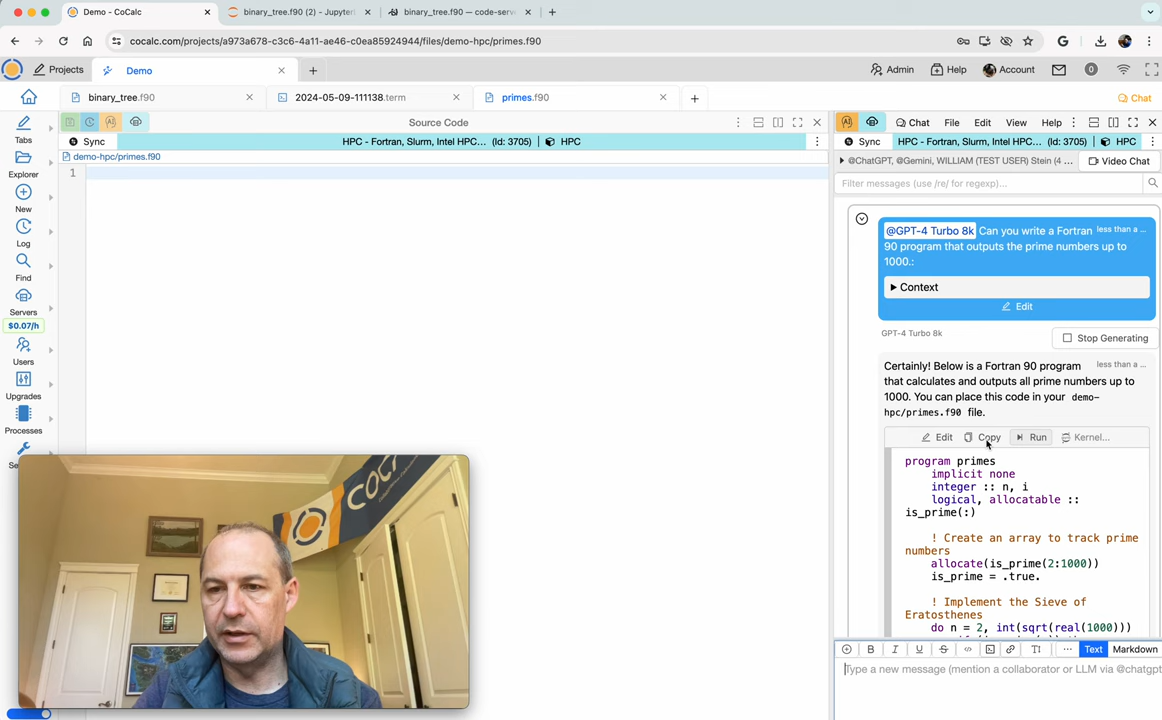 Demo - CoCalc
binary_tree.f90 (2) - Jupyter
binary_tree.f90 — code-serv
cocalc.com/projects/a973a678-c3c6-4a11-ae46-c0ea85924944/files/demo-hpc/primes.f90
Projects
Demo
Admin
Help
Account
0
binary_tree.f90
2024-05-09-111138.term
primes.f90
Chat
Tabs
Explorer
New
Log
Find
Servers
$0.07/h
Users
Upgrades
Processes
Se
Source Code
Sync
HPC - Fortran, Slurm, Intel HPC... (Id: 3705)
HPC
demo-hpc/primes.f90
1
AI
Chat
File
Edit
View
Help
Sync
HPC - Fortran, Slurm, Intel HPC... (Id: 3705)
HPC
@ChatGPT, @Gemini, WILLIAM (TEST USER) Stein (4 ...
Video Chat
Filter messages (use /re/ for regexp)...
@GPT-4 Turbo 8k Can you write a Fortran
less than a ...
90 program that outputs the prime numbers up to
1000.:
Context
Edit
GPT-4 Turbo 8k
Stop Generating
Certainly! Below is a Fortran 90 program
less than a ...
that calculates and outputs all prime numbers up to
1000. You can place this code in your demo-
hpc/primes.f90 file.
Edit
Copy
Run
Kernel...
program primes
implicit none
integer :: n, i
logical, allocatable ::
is_prime(:)
! Create an array to track prime
numbers
allocate(is_prime(2:1000))
is_prime = .true.
! Implement the Sieve of
Eratosthenes
do n = 2, int(sqrt(real(1000)))
B
I
U
S
Text
Markdown
Type a new message (mention a collaborator or LLM via @chatgpt
COCA